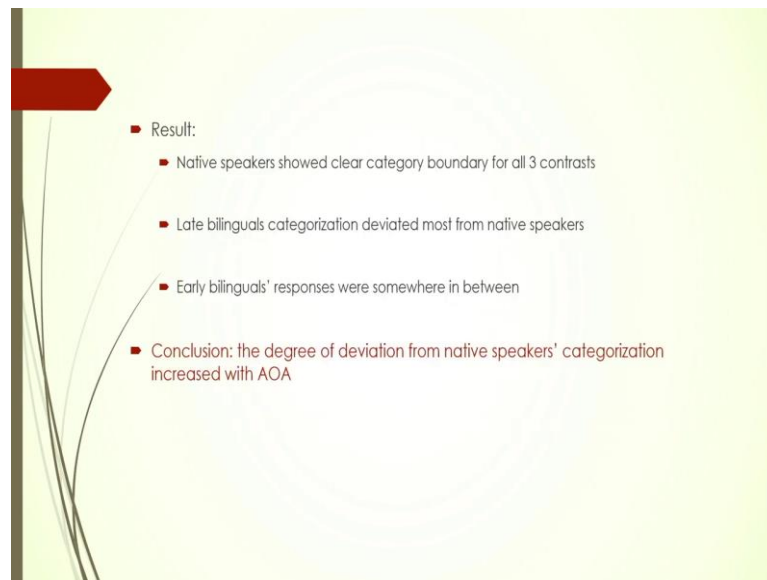 Result:
Native speakers showed clear category boundary for all 3 contrasts
Late bilinguals categorization deviated most from native speakers
Early bilinguals' responses were somewhere in between
Conclusion: the degree of deviation from native speakers' categorization
increased with AOA